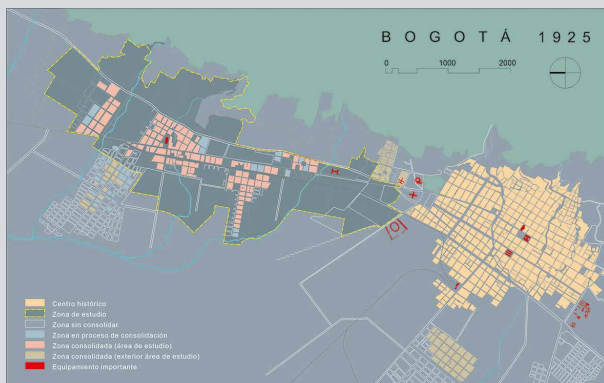 BOGOTÁ 1925
0 1000 2000
Centro histórico
Zona de estudio
Zona sin consolidar
Zona en proceso de consolidación
Zona consolidada (área de estudio)
Zona consolidada (exterior área de estudio)
Equipamiento importante